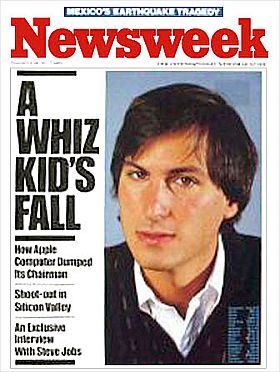 MEXICO'S EARTHQUAKE TRAGEDY
Newsweek
A
WHIZ
KID'S
FALL
How Apple
Computer Dumped
Its Chairman
Shoot-out in
Silicon Valley
An Exclusive
Interview
With Steve Jobs